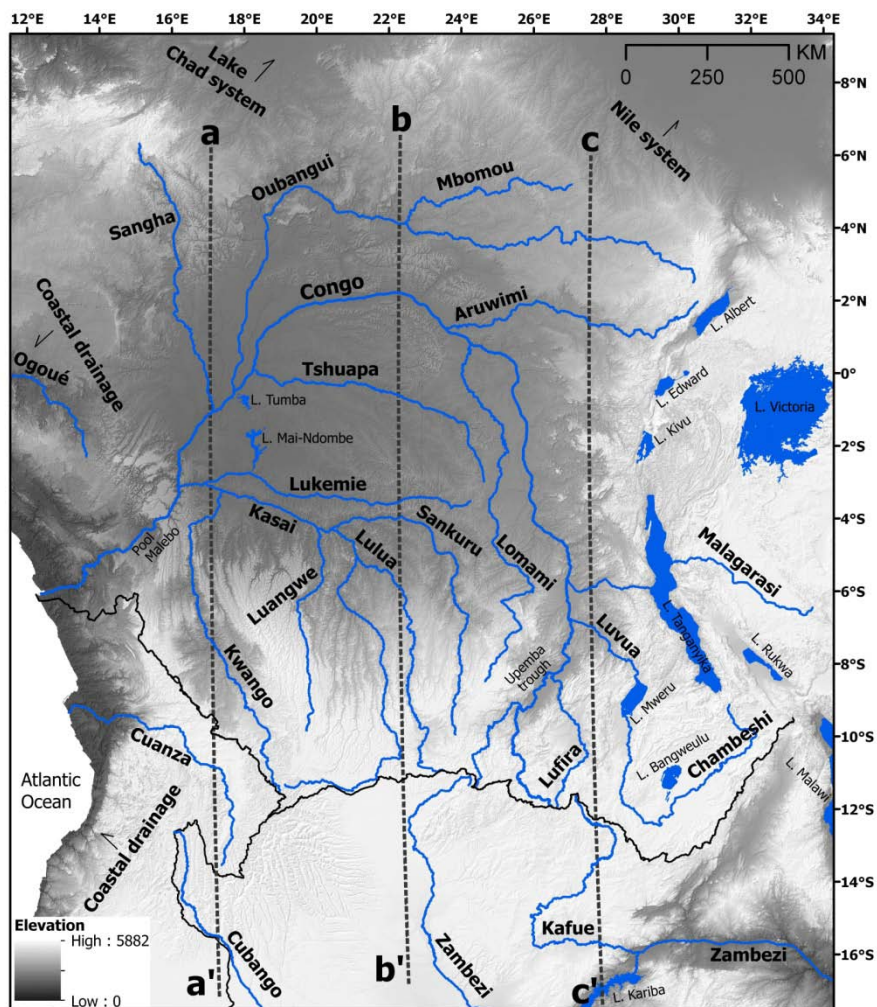 12°E 14°E 16°E 18°E 20°E 22°E 24°E 26°E 28°E 30°E 32°E 34°E
KM
0 250 500
Lake
Chad system
8°N
Nile system
a
b
c
6°N
Oubangui
Mbomou
Sangha
4°N
Congo
Coastal drainage
2°N
Aruwimi
L. Albert
Ogoué
Tshuapa
0°
L. Edward
L. Tumba
L. Victoria
L. Kivu
L. Mai-Ndombe
2°S
Lukemie
Kasai
Sankuru
4°S
Pool
Malebo
Lulua
Lomami
Malagarasi
Luangwe
6°S
L. Tanganyika
Luvua
L. Rukwa
Upemba
trough
8°S
Kwango
L. Mweru
Cuanza
Chambeshi
10°S
L. Bangweulu
Lufira
L. Malawi
Atlantic
Ocean
12°S
Coastal drainage
14°S
Elevation
High : 5882
Low : 0
Kafue
16°S
Cubango
Zambezi
Zambezi
a'
b'
c'
L. Kariba